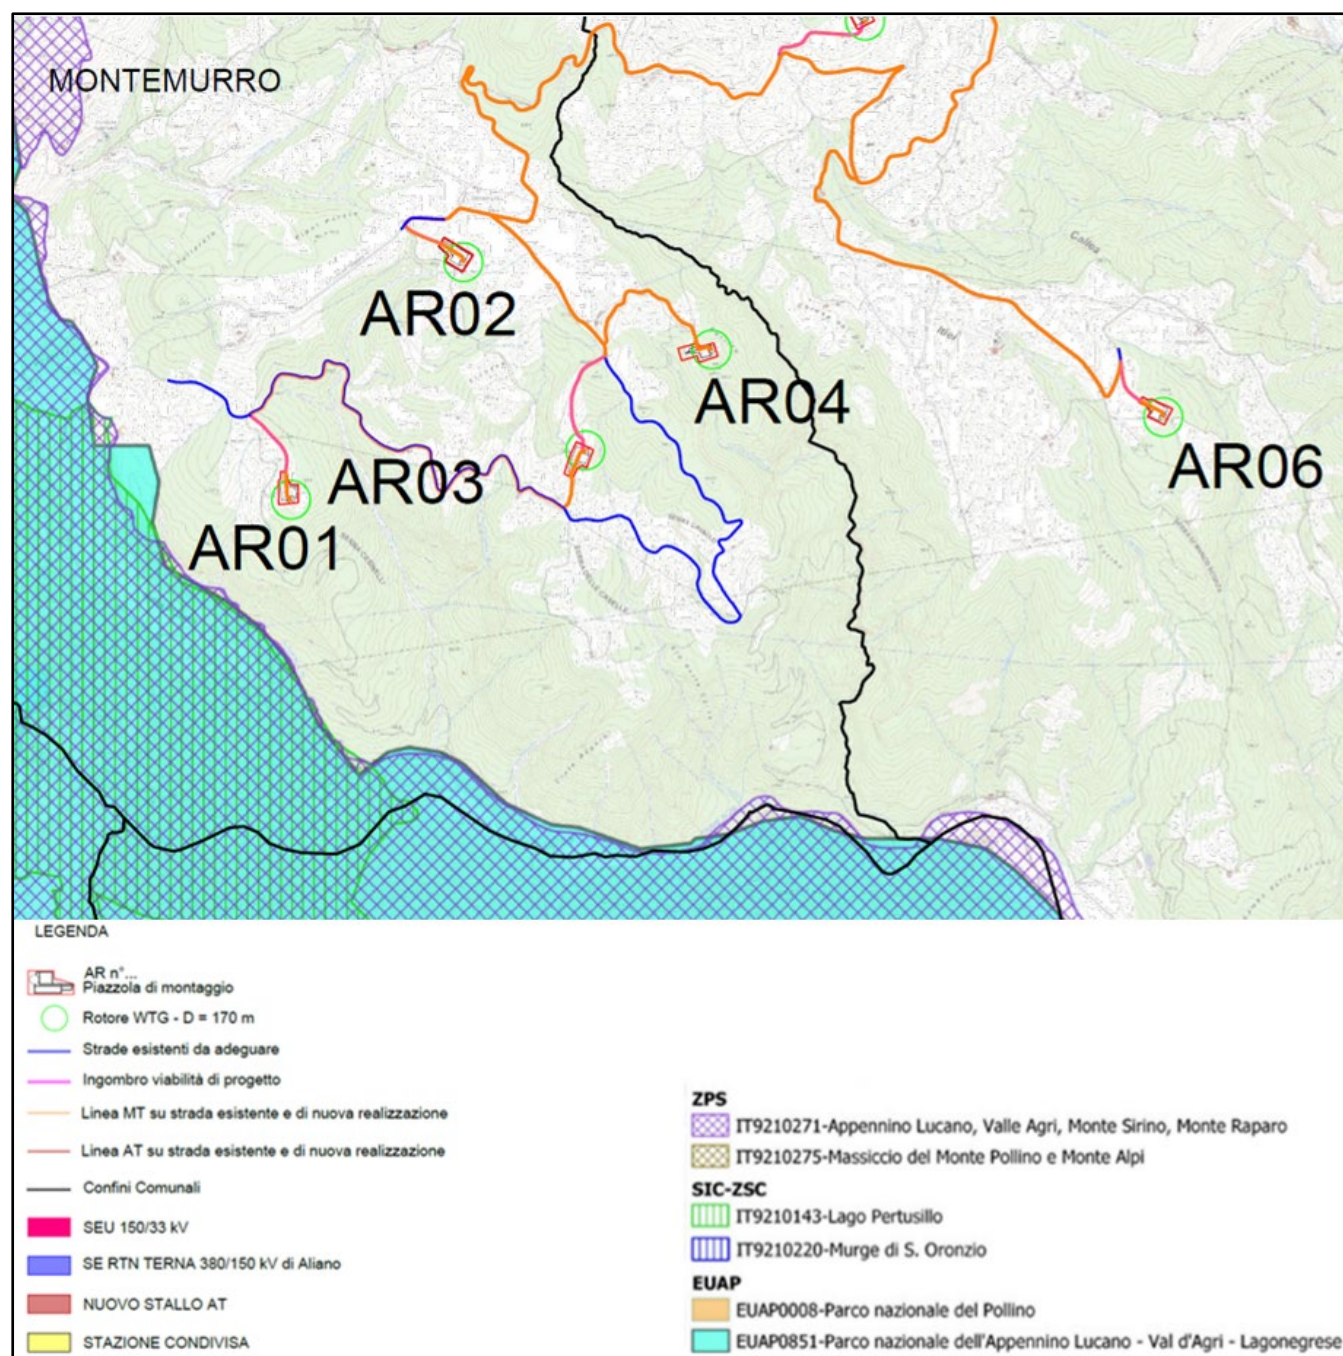 MONTEMURRO
AR02
AR04
AR03
AR06
AR01
LEGENDA
AR n°...
Piazzola di montaggio
Rotore WTG - D = 170 m
Strade esistenti da adeguare
Ingombro viabilità di progetto
Linea MT su strada esistente e di nuova realizzazione
Linea AT su strada esistente e di nuova realizzazione
Confini Comunali
SEU 150/33 kV
SE RTN TERNA 380/150 kV di Aliano
NUOVO STALLO AT
STAZIONE CONDIVISA
ZPS
IT9210271-Appennino Lucano, Valle Agri, Monte Sirino, Monte Raparo
IT9210275-Massiccio del Monte Pollino e Monte Alpi
SIC-ZSC
IT9210143-Lago Pertusillo
IT9210220-Murge di S. Oronzio
EUAP
EUAP0008-Parco nazionale del Pollino
EUAP0851-Parco nazionale dell'Appennino Lucano - Val d'Agri - Lagonegrese